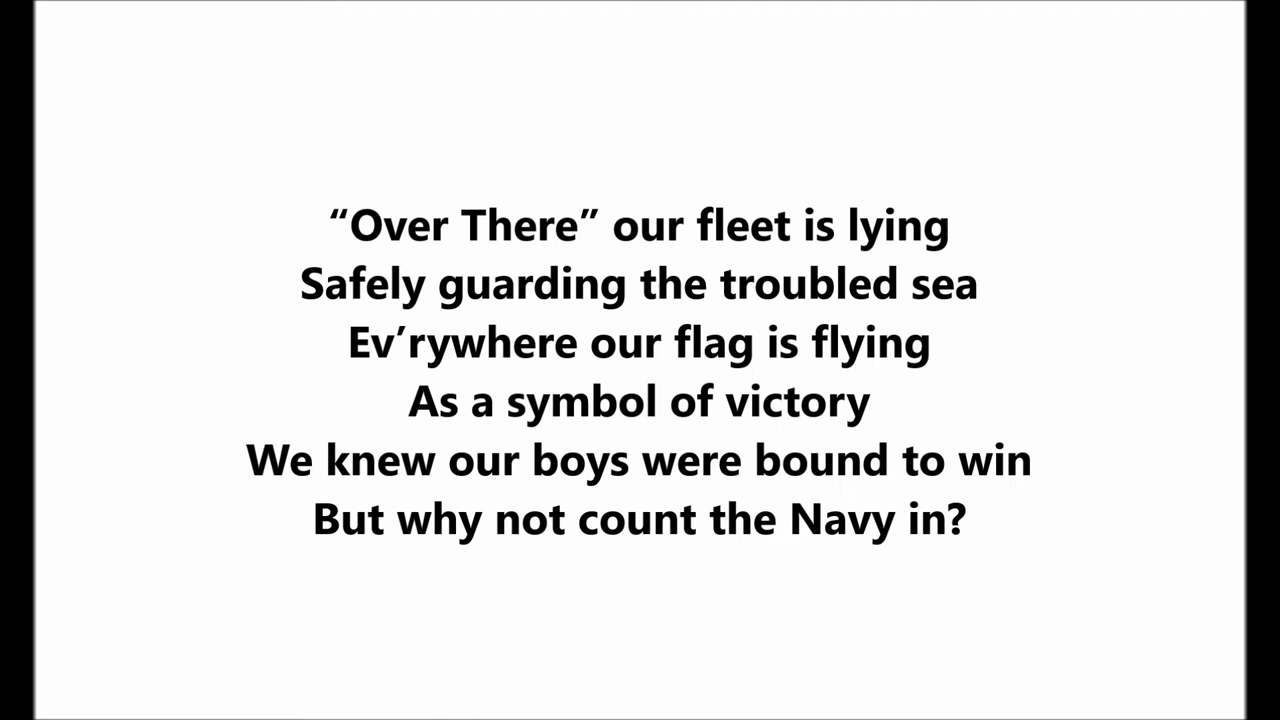 “Over There” our fleet is lying
Safely guarding the troubled sea
Ev’rywhere our flag is flying
As a symbol of victory
We knew our boys were bound to win
But why not count the Navy in?